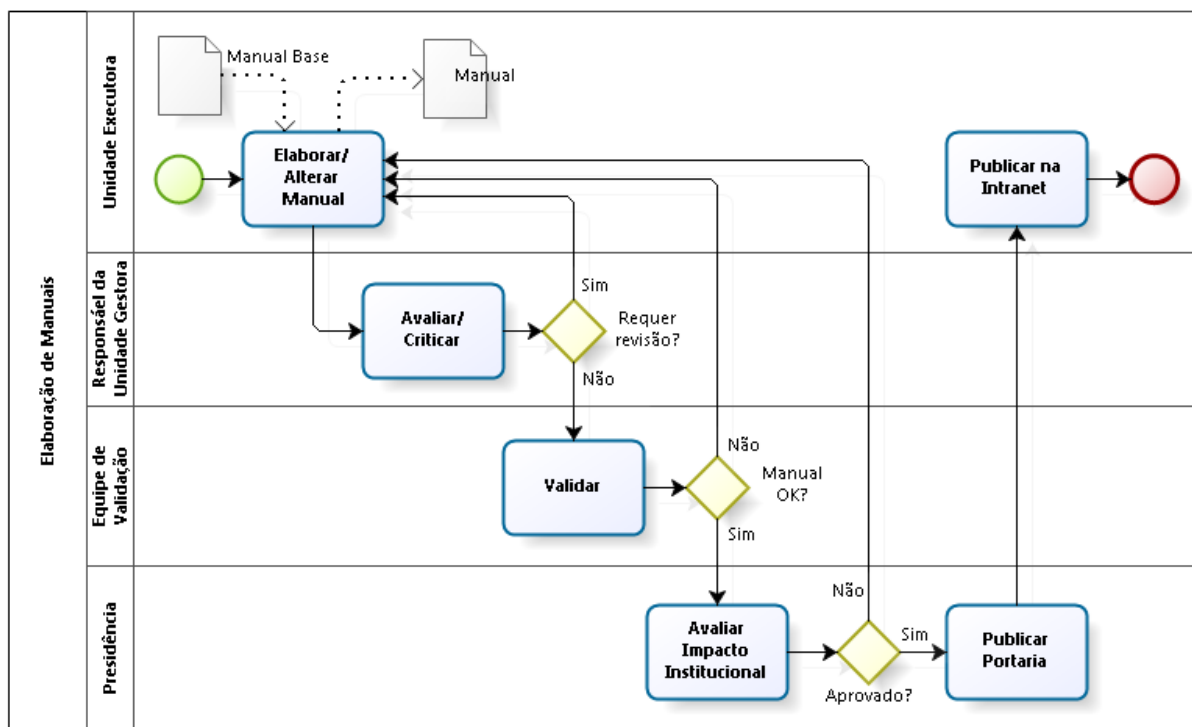 Elaboração de Manuais
Unidade Executora
Manual Base
Manual
Elaborar/
Alterar
Manual
Publicar na
Intranet
Responsáel da
Unidade Gestora
Avaliar/
Criticar
Sim
Requer
revisão?
Não
Equipe de
Validação
Validar
Não
Manual
OK?
Sim
Presidência
Avaliar
Impacto
Institucional
Não
Aprovado?
Sim
Publicar
Portaria